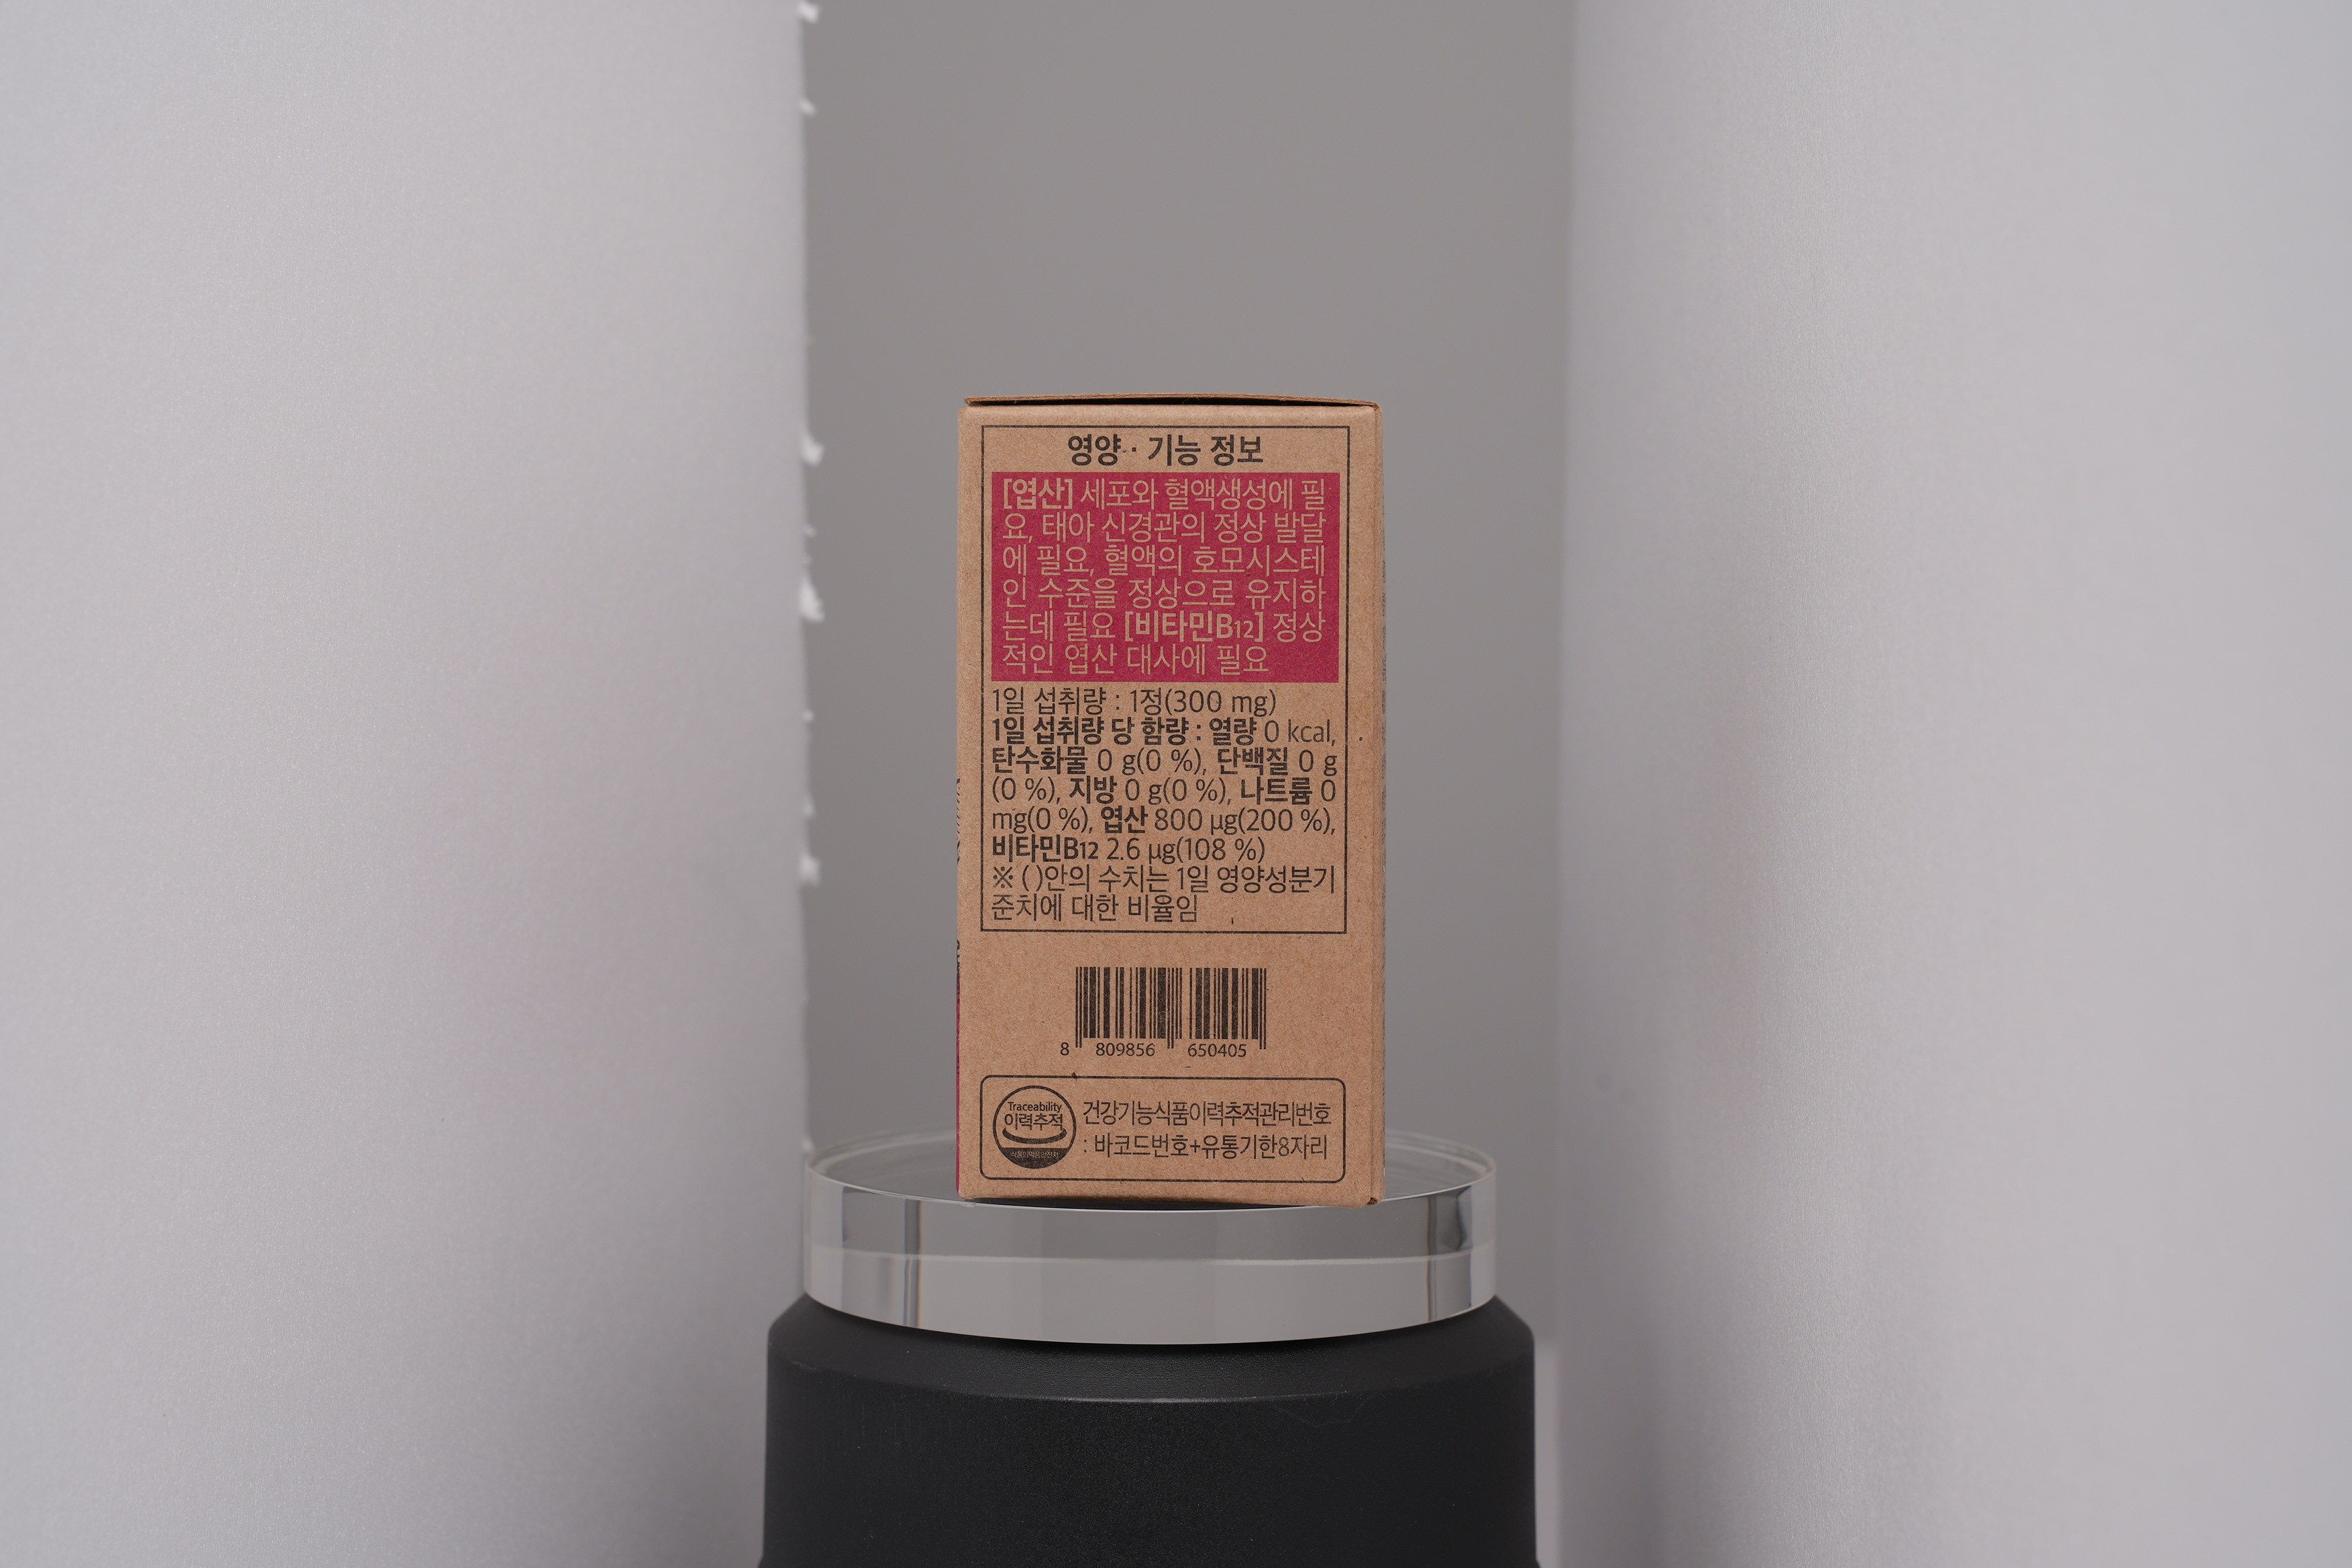 영양 · 기능 정보
[엽산] 세포와 혈액생성에 필
요, 태아 신경관의 정상 발달
에 필요, 혈액의 호모시스테
인 수준을 정상으로 유지하
는데 필요 [비타민B12] 정상
적인 엽산 대사에 필요
1일 섭취량 : 1정(300 mg)
1일 섭취량 당 함량 : 열량 0 kcal,
탄수화물 0 g(0 %), 단백질 0 g
(0 %), 지방 0 g(0 %), 나트륨 0
mg(0 %), 엽산 800 µg(200 %),
비타민B12 2.6 µg(108 %)
※ ( )안의 수치는 1일 영양성분기
준치에 대한 비율임
8 809856 650405
Traceability
이력추적
식품의약품안전처
건강기능식품이력추적관리번호
: 바코드번호+유통기한8자리